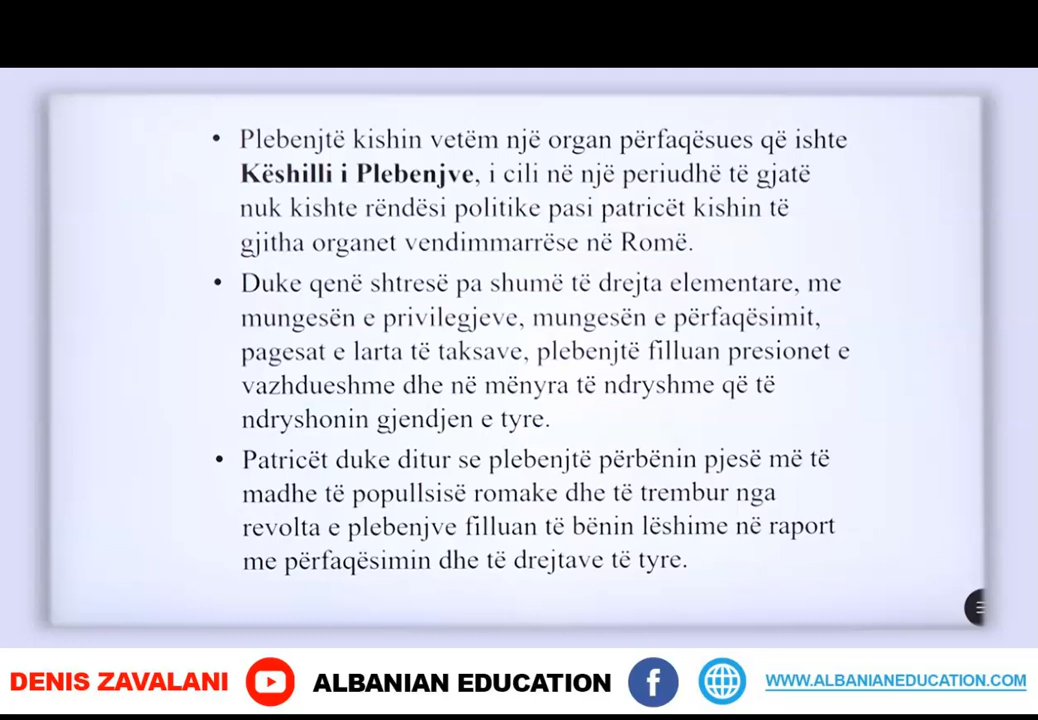 • Plebenjtë kishin vetëm një organ përfaqësues që ishte
Këshilli i Plebenjve, i cili në një periudhë të gjatë
nuk kishte rëndësi politike pasi patricët kishin të
gjitha organet vendimmarrëse në Romë.
• Duke qenë shtresë pa shumë të drejta elementare, me
mungesën e privilegjeve, mungesën e përfaqësimit,
pagesat e larta të taksave, plebenjtë filluan presionet e
vazhdueshme dhe në mënyra të ndryshme që të
ndryshonin gjendjen e tyre.
• Patricët duke ditur se plebenjtë përbënin pjesë më të
madhe të popullsisë romake dhe të trembur nga
revolta e plebenjve filluan të bënin lëshime në raport
me përfaqësimin dhe të drejtave të tyre.
DENIS ZAVALANI ALBANIAN EDUCATION f WWW.ALBANIANEDUCATION.COM